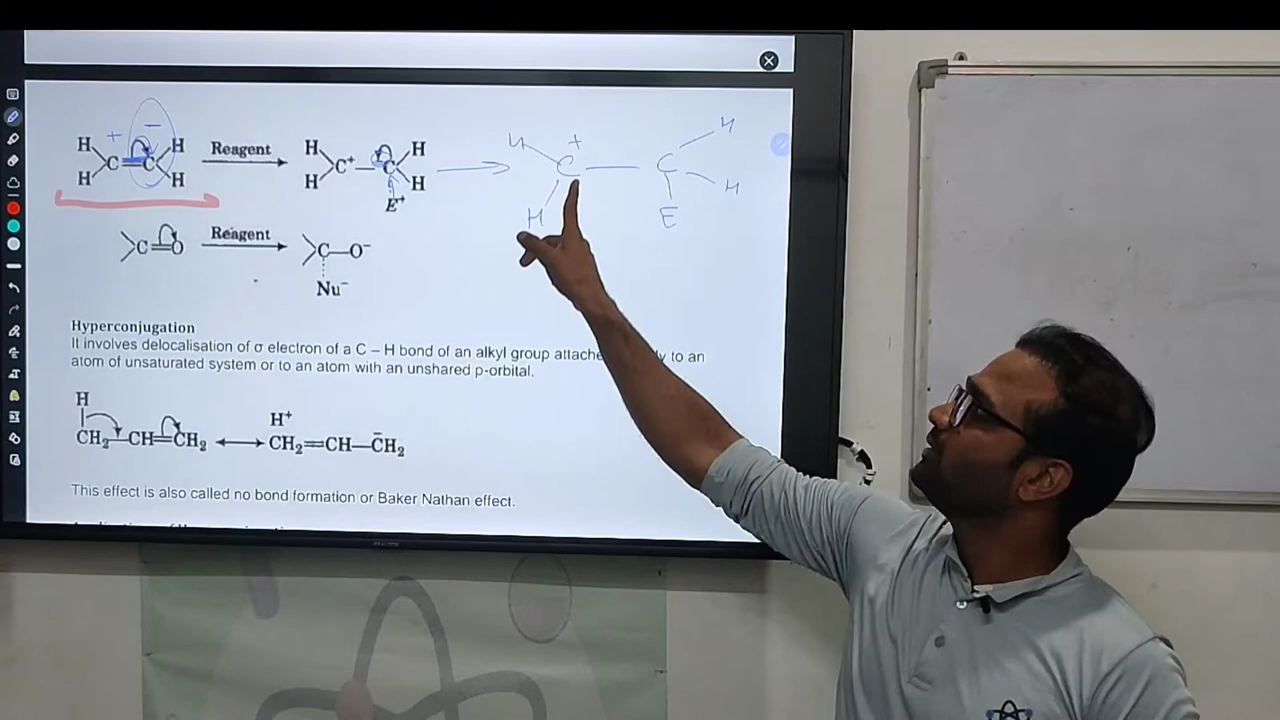 H H + − H H
C=C Reagent C⁺—C
H H H E⁺ H
H + C — C H
H E H
>C=O Reagent >C—O⁻
Nu⁻
Hyperconjugation
It involves delocalisation of σ electron of a C – H bond of an alkyl group to an
atom of unsaturated system or to an atom with an unshared p-orbital.
H H⁺
CH₂—CH=CH₂ ⟷ CH₂=CH—C̄H₂
This effect is also called no bond formation or Baker Nathan effect.